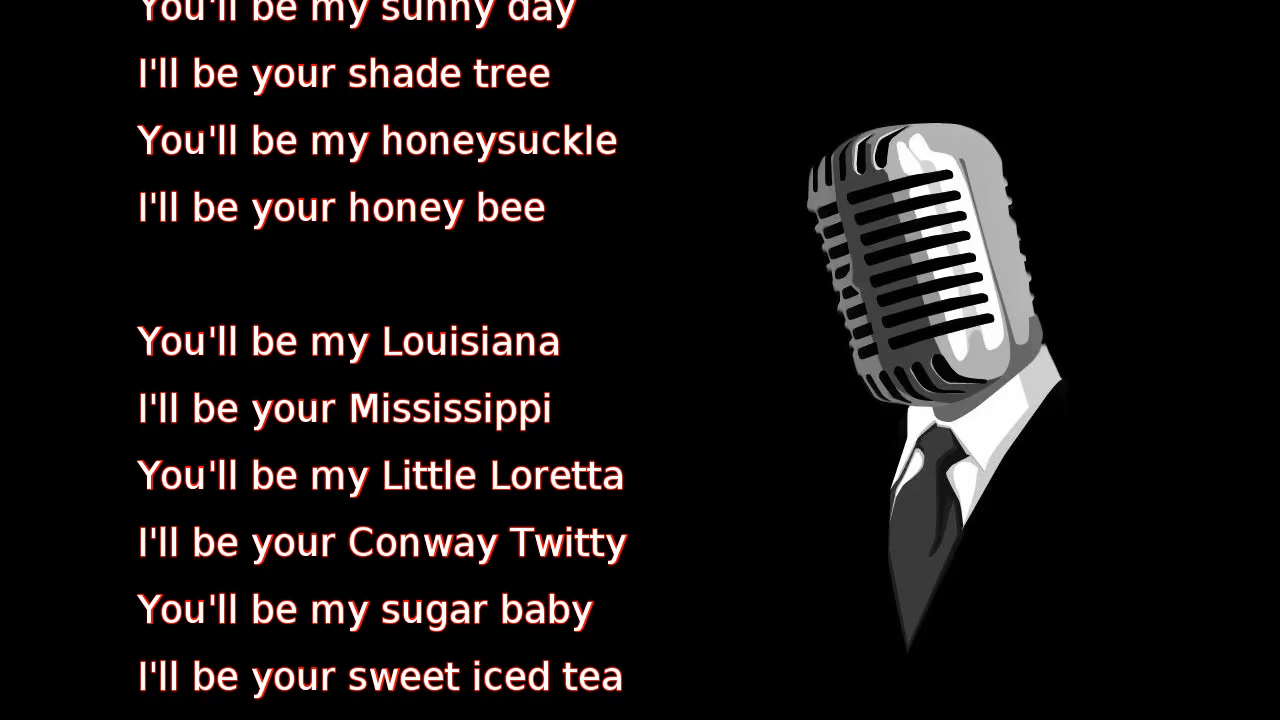 You'll be my sunny day
I'll be your shade tree
You'll be my honeysuckle
I'll be your honey bee
You'll be my Louisiana
I'll be your Mississippi
You'll be my Little Loretta
I'll be your Conway Twitty
You'll be my sugar baby
I'll be your sweet iced tea